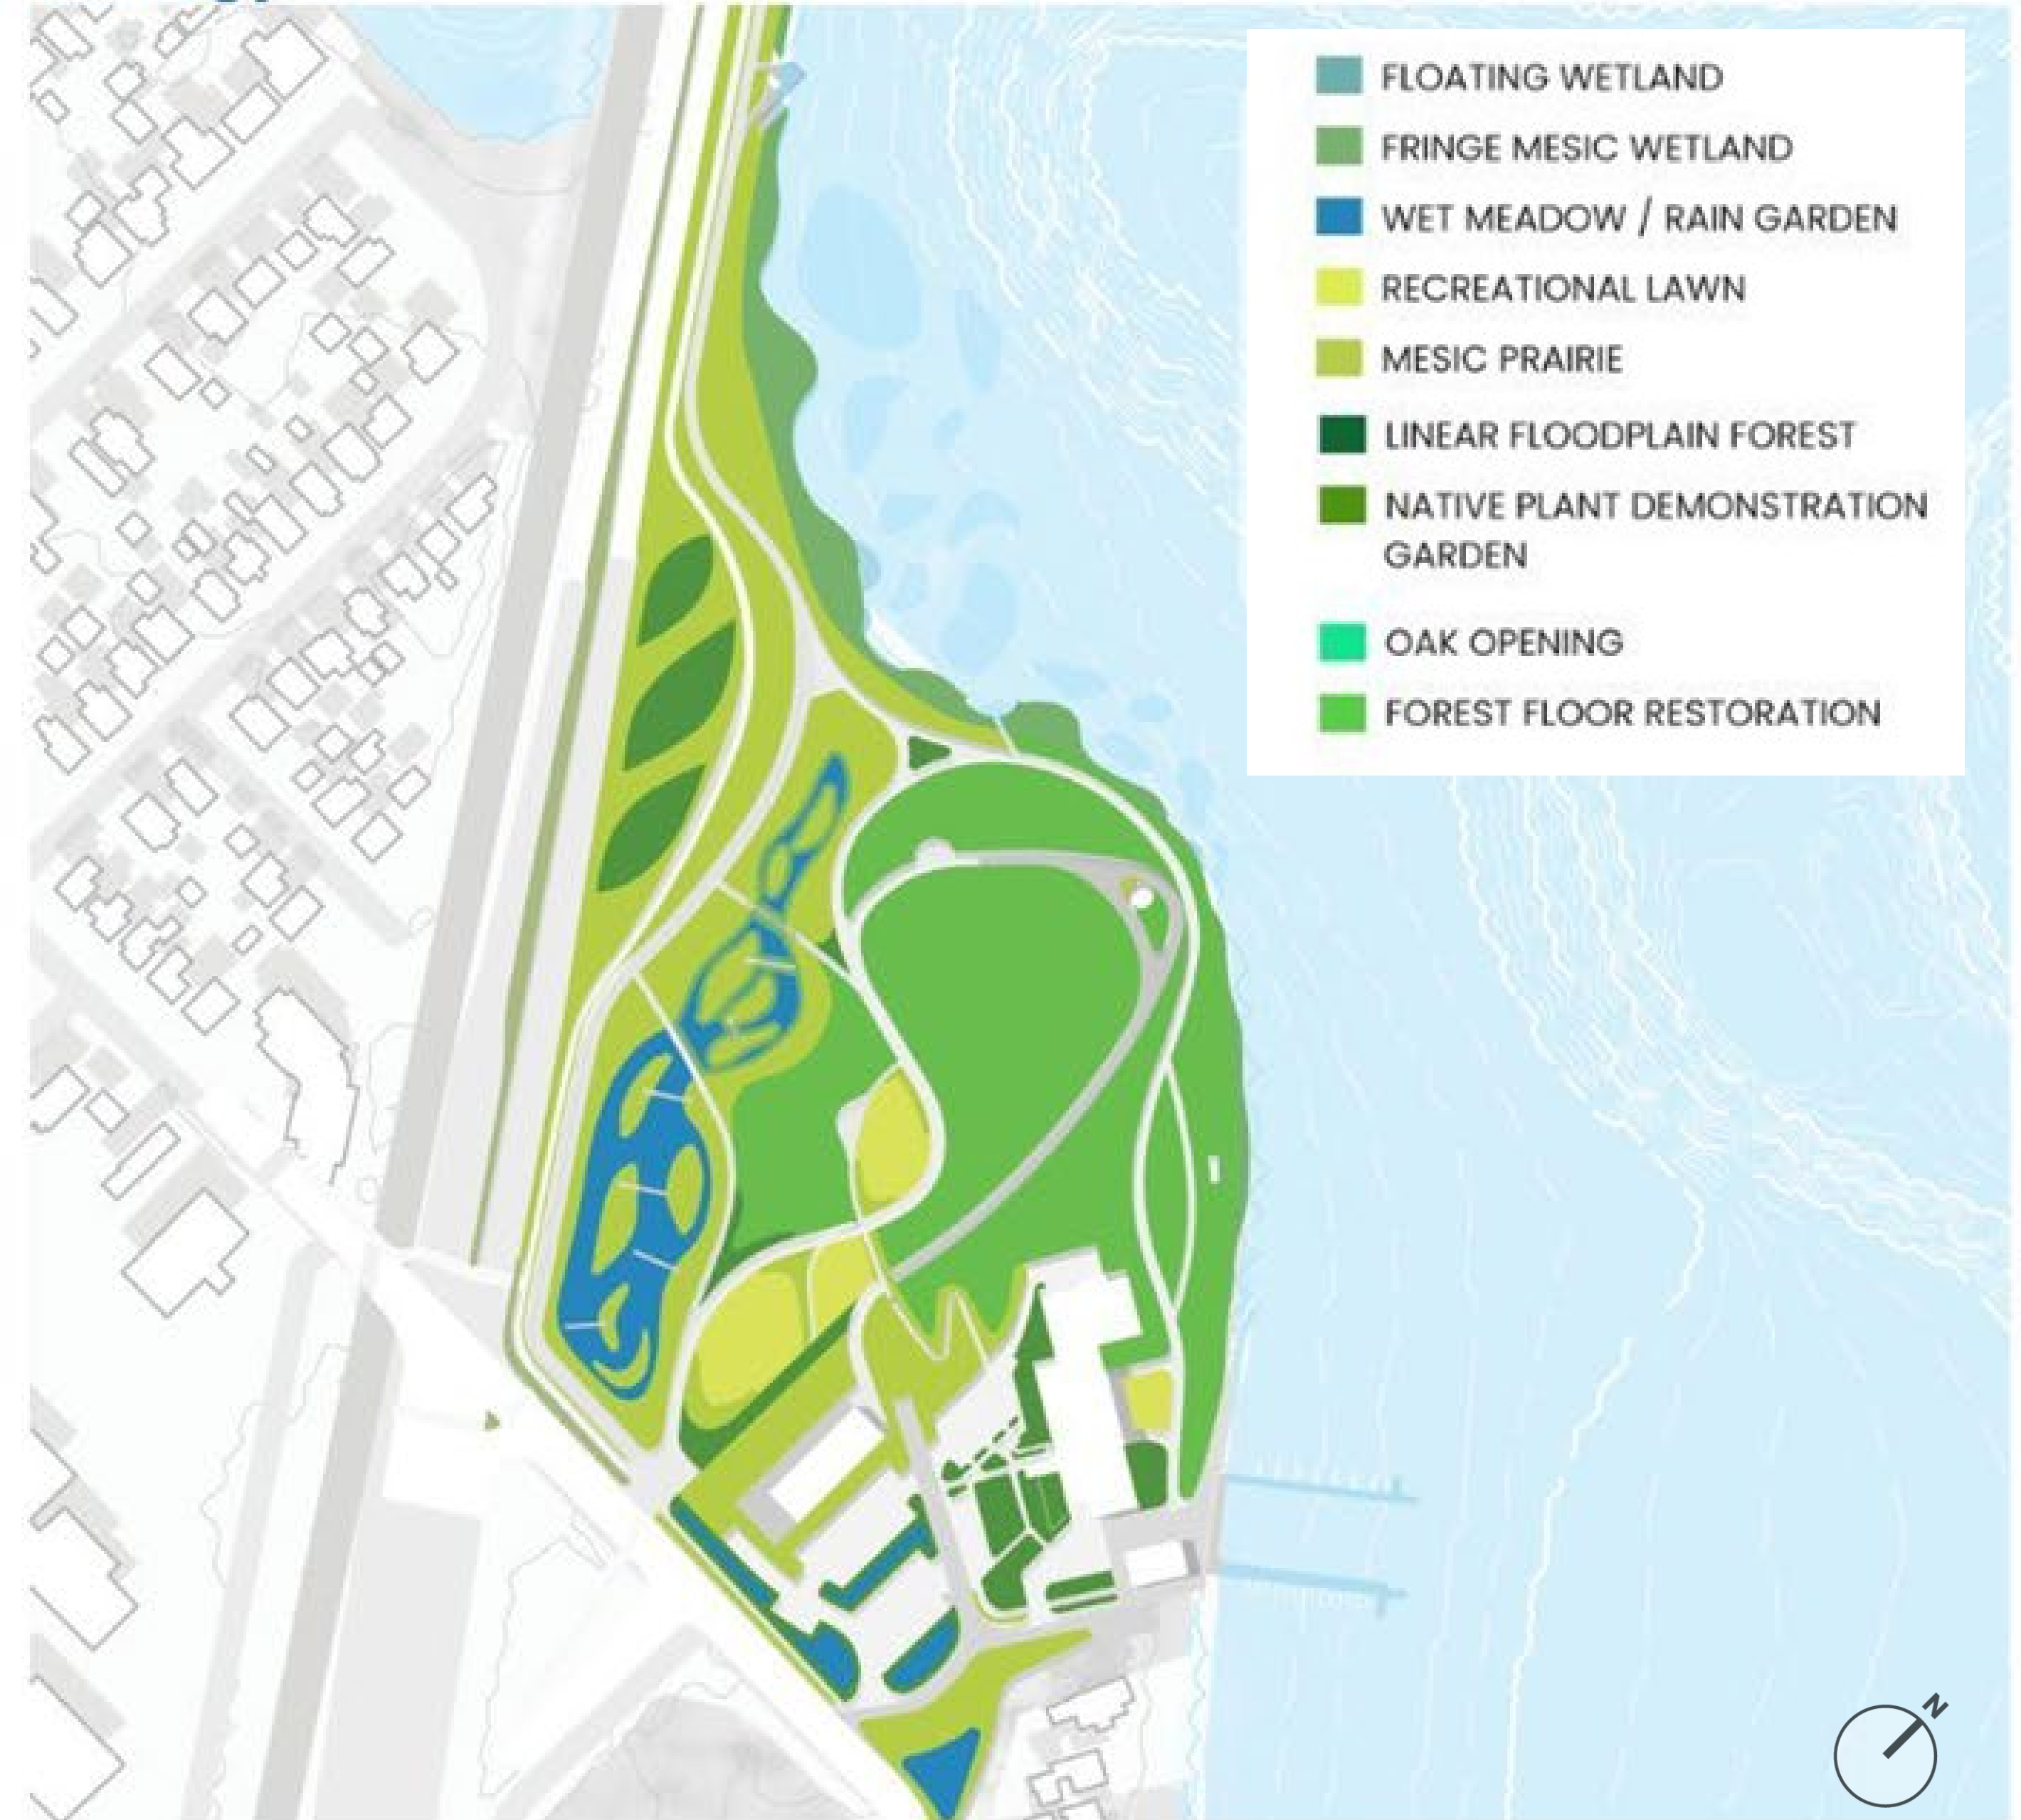 FLOATING WETLAND
FRINGE MESIC WETLAND
WET MEADOW / RAIN GARDEN
RECREATIONAL LAWN
MESIC PRAIRIE
LINEAR FLOODPLAIN FOREST
NATIVE PLANT DEMONSTRATION
GARDEN
OAK OPENING
FOREST FLOOR RESTORATION
N